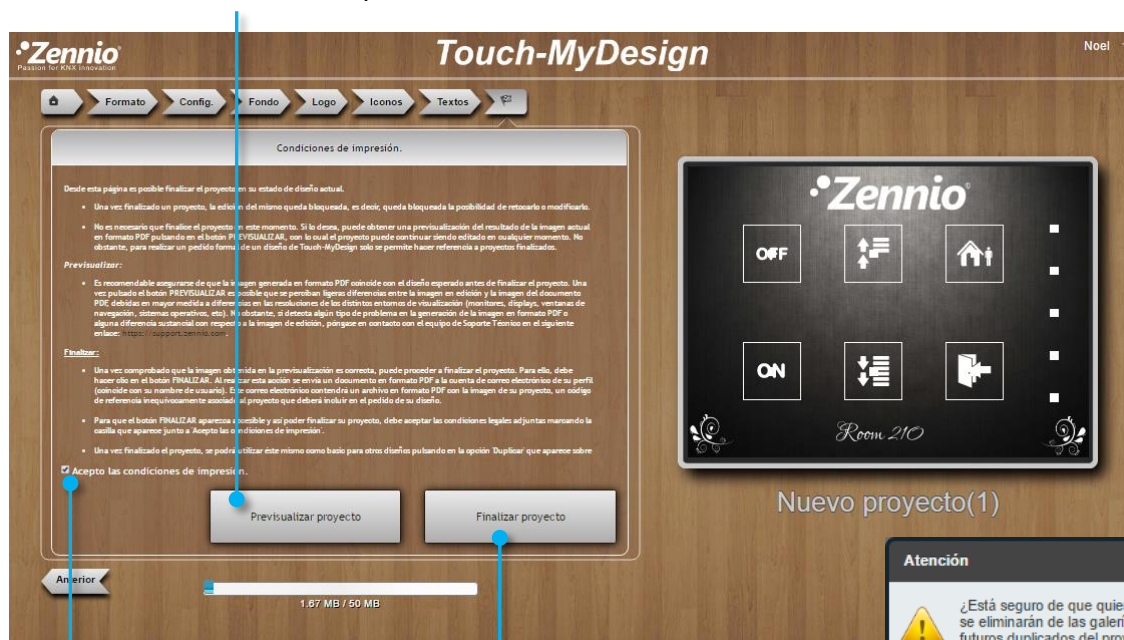 Zennio
Passion for KNX innovation
Touch-MyDesign
Noel
Formato
Config.
Fondo
Logo
Iconos
Textos
Condiciones de impresión.
Desde esta página es posible finalizar el proyecto en su estado de diseño actual.
Una vez finalizado un proyecto, la edición del mismo queda bloqueada, es decir, queda bloqueada la posibilidad de retocarlo o modificarlo.
No es necesario que finalice el proyecto en este momento. Si lo desea, puede obtener una previsualización del resultado de la imagen actual
en formato PDF pulsando en el botón PREVISUALIZAR, con lo cual el proyecto puede continuar siendo editado en cualquier momento. No
obstante, para realizar un pedido formal de un diseño de Touch-MyDesign solo se permite hacer referencia a proyectos finalizados.
Previsualizar:
Es recomendable asegurarse de que la imagen generada en formato PDF coincide con el diseño esperado antes de finalizar el proyecto. Una
vez pulsado el botón PREVISUALIZAR es posible que se perciban ligeras diferencias entre la imagen en edición y la imagen del documento
PDF, debidas en mayor medida a diferencias en las resoluciones de los distintos entornos de visualización (monitores, displays, ventanas de
navegación, sistemas operativos, etc). No obstante, si detecta algún tipo de problema en la generación de la imagen en formato PDF o
alguna diferencia sustancial con respecto a la imagen de edición, póngase en contacto con el equipo de Soporte Técnico en el siguiente
enlace: https://support.zennio.com.
Finalizar:
Una vez comprobado que la imagen obtenida en la previsualización es correcta, puede proceder a finalizar el proyecto. Para ello, debe
hacer clic en el botón FINALIZAR. Al realizar esta acción se envía un documento en formato PDF a la cuenta de correo electrónico de su perfil
(coincide con su nombre de usuario). Este correo electrónico contendrá un archivo en formato PDF con la imagen de su proyecto, un código
de referencia inequivocamente asociado al proyecto que deberá incluir en el pedido de su diseño.
Para que el botón FINALIZAR aparezca accesible y así poder finalizar su proyecto, debe aceptar las condiciones legales adjuntas marcando la
casilla que aparece junto a 'Acepto las condiciones de impresión'.
Una vez finalizado el proyecto, se podrá utilizar éste mismo como basis para otros diseños pulsando en la opción 'Duplicar' que aparece sobre
Acepto las condiciones de impresión.
Previsualizar proyecto
Finalizar proyecto
Anterior
1.67 MB / 50 MB
Zennio
OFF
ON
Room 210
Nuevo proyecto(1)
Atención
¿Está seguro de que quie
se eliminarán de las galerí
futuros duplicados del pro